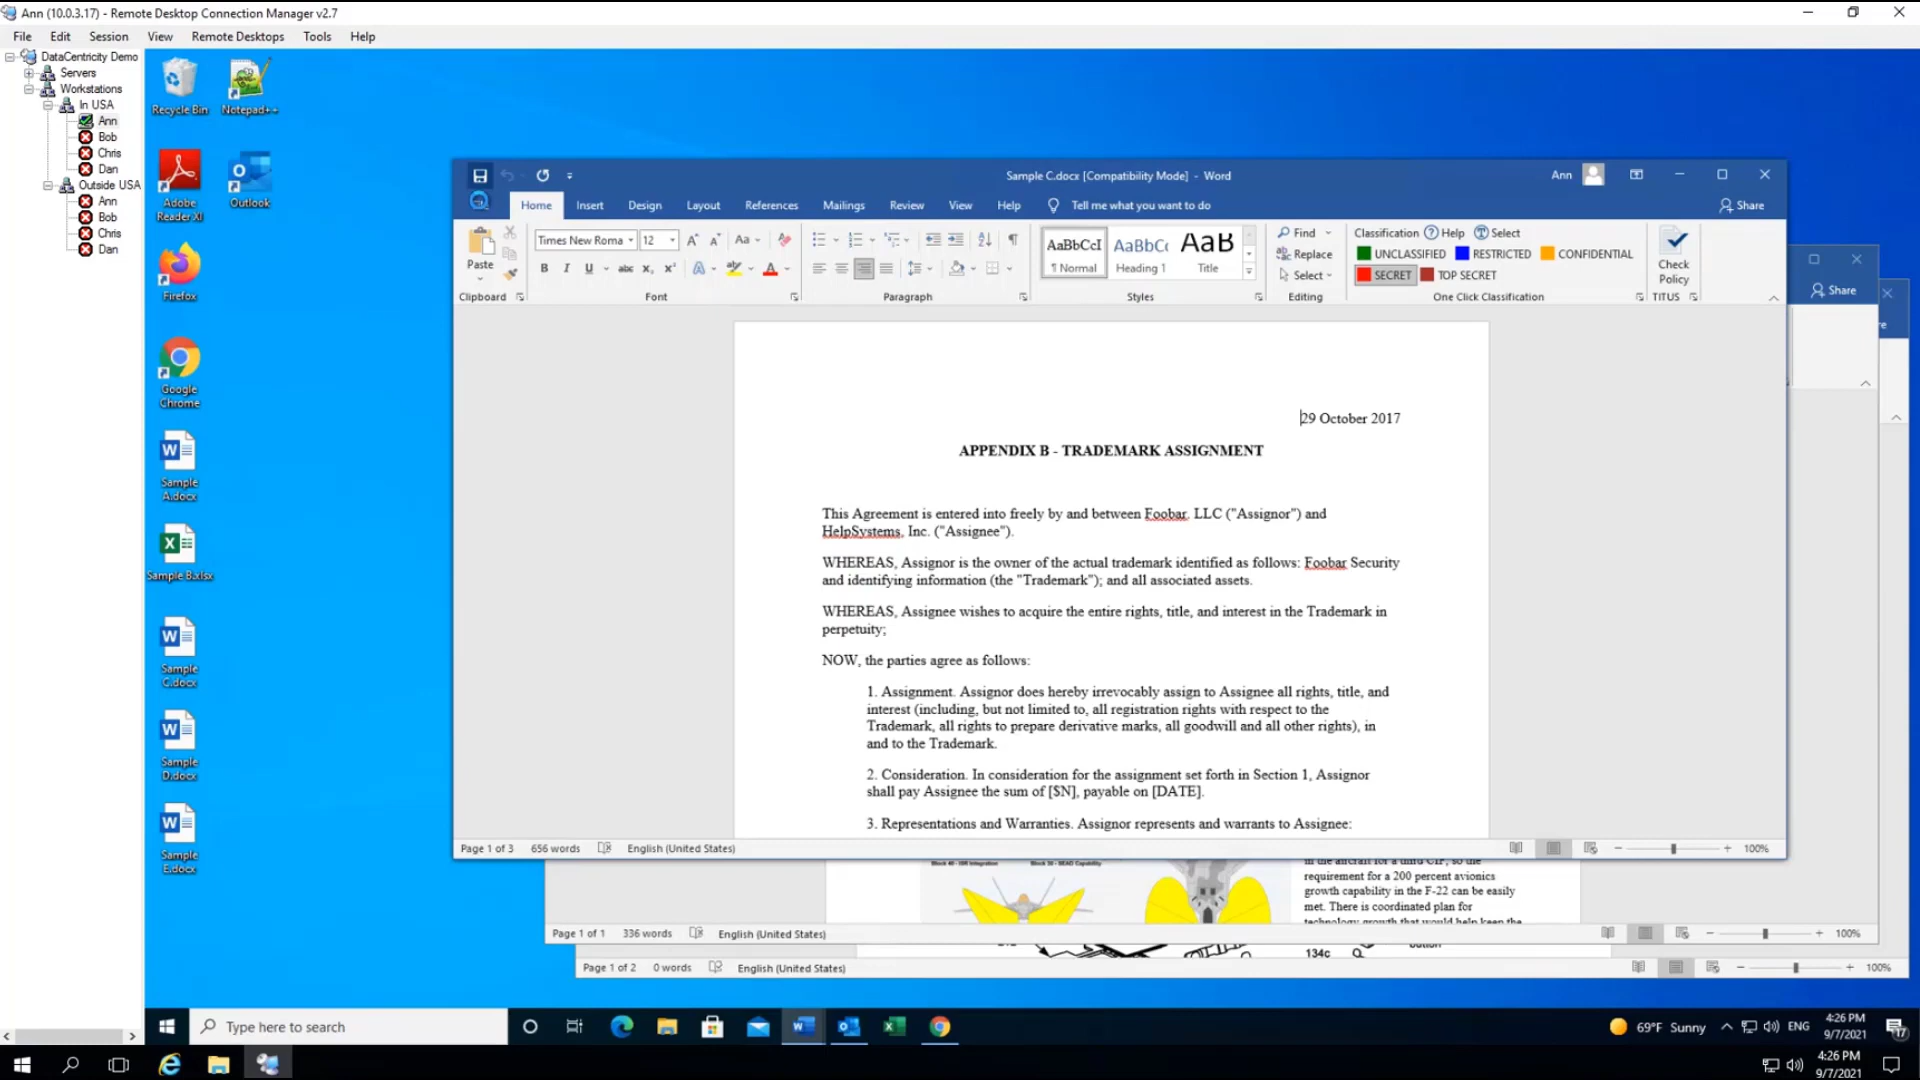 Ann (10.0.3.17) - Remote Desktop Connection Manager v2.7
File Edit Session View Remote Desktops Tools Help
DataCentricity Demo
Servers
Workstations
In USA
Ann
Bob
Chris
Dan
Outside USA
Ann
Bob
Chris
Dan
Recycle Bin
Notepad++
Adobe
Reader XI
Outlook
Firefox
Google
Chrome
Sample
A.docx
Sample B.xlsx
Sample
C.docx
Sample
D.docx
Sample
E.docx
Sample C.docx [Compatibility Mode] - Word
Ann
Home Insert Design Layout References Mailings Review View Help Tell me what you want to do
Share
Paste
Clipboard
Times New Roma 12
Font
Paragraph
AaBbCcI AaBbCc AaB
¶ Normal Heading 1 Title
Styles
Find
Replace
Select
Editing
Classification Help Select
UNCLASSIFIED RESTRICTED CONFIDENTIAL
SECRET TOP SECRET
One Click Classification
Check
Policy
TITUS
Share
29 October 2017
APPENDIX B - TRADEMARK ASSIGNMENT
This Agreement is entered into freely by and between Foobar, LLC ("Assignor") and
HelpSystems, Inc. ("Assignee").
WHEREAS, Assignor is the owner of the actual trademark identified as follows: Foobar Security
and identifying information (the "Trademark"); and all associated assets.
WHEREAS, Assignee wishes to acquire the entire rights, title, and interest in the Trademark in
perpetuity;
NOW, the parties agree as follows:
1. Assignment. Assignor does hereby irrevocably assign to Assignee all rights, title, and
interest (including, but not limited to, all registration rights with respect to the
Trademark, all rights to prepare derivative marks, all goodwill and all other rights), in
and to the Trademark.
2. Consideration. In consideration for the assignment set forth in Section 1, Assignor
shall pay Assignee the sum of [$N], payable on [DATE].
3. Representations and Warranties. Assignor represents and warrants to Assignee:
Page 1 of 3 656 words English (United States) 100%
in the aircraft for a third CIP, so the
requirement for a 200 percent avionics
growth capability in the F-22 can be easily
met. There is coordinated plan for
technology growth that would help keep the
Page 1 of 1 336 words English (United States) 100%
134c
Page 1 of 2 0 words English (United States) 100%
Type here to search
69°F Sunny
ENG
4:26 PM
9/7/2021
17
4:26 PM
9/7/2021